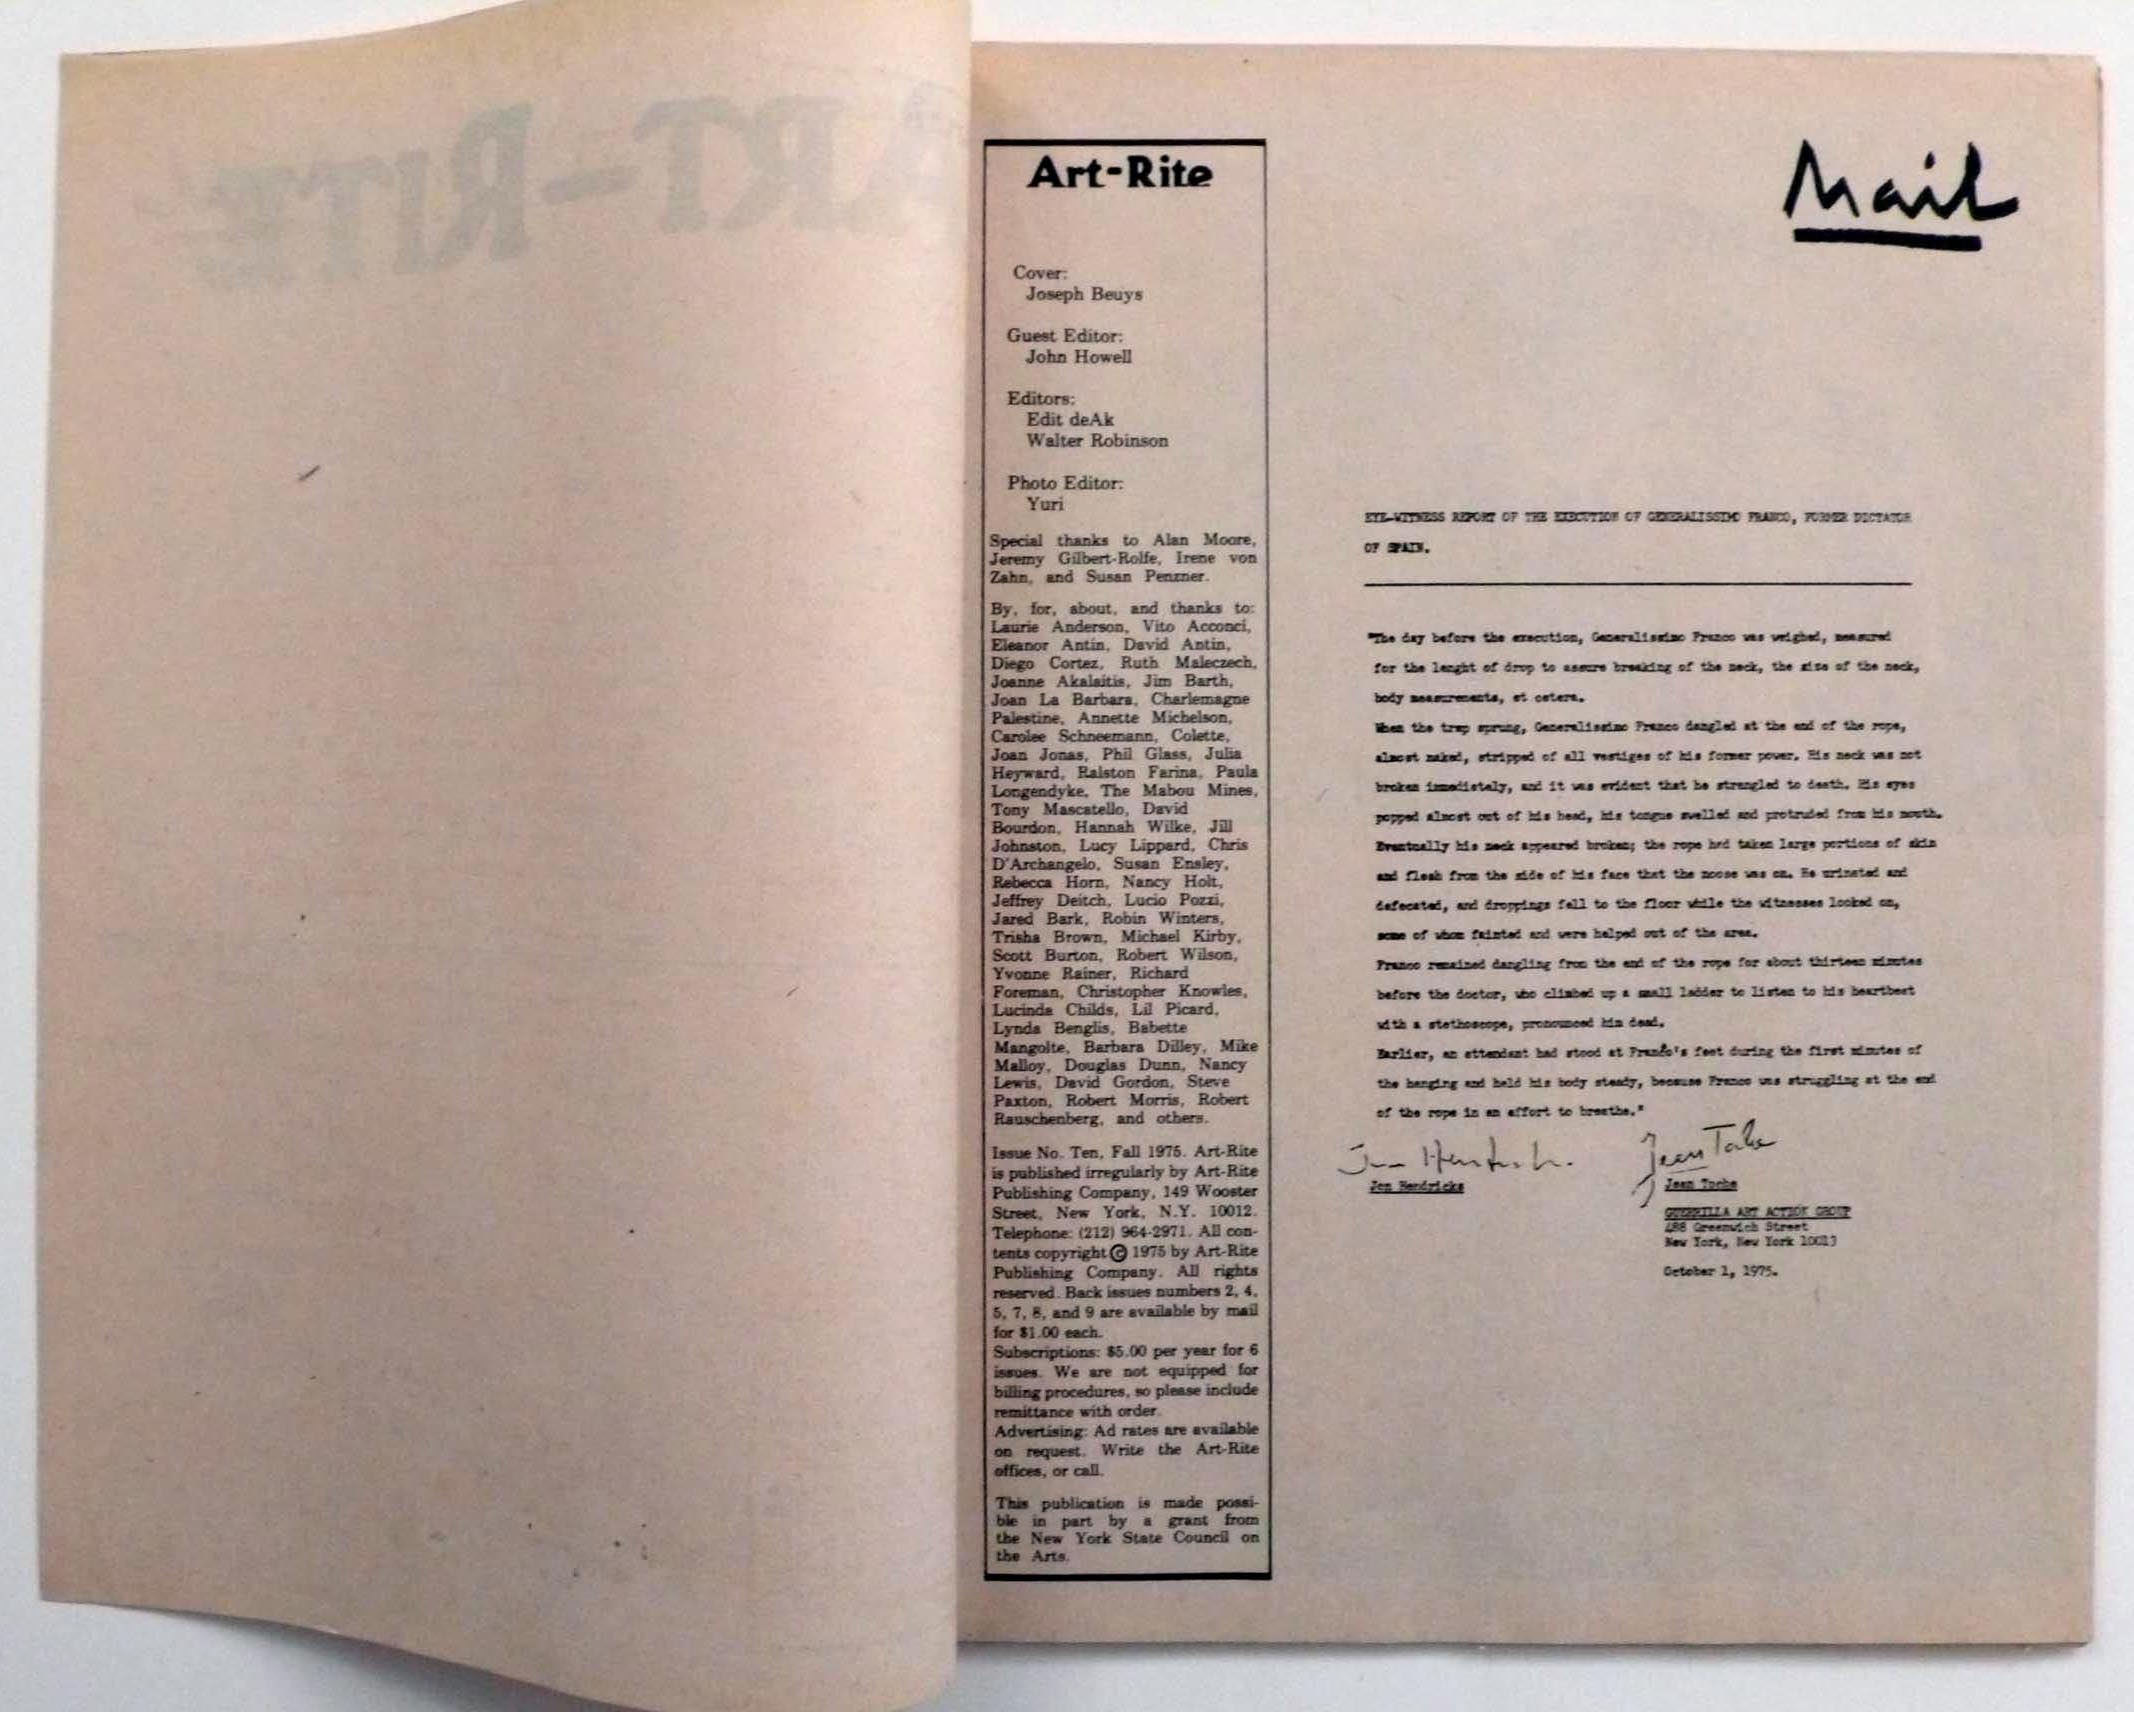 ART-RITE
Art-Rite
Cover:
Joseph Beuys
Guest Editor:
John Howell
Editors:
Edit deAk
Walter Robinson
Photo Editor:
Yuri
Special thanks to Alan Moore,
Jeremy Gilbert-Rolfe, Irene von
Zahn, and Susan Penzner.
By, for, about, and thanks to:
Laurie Anderson, Vito Acconci,
Eleanor Antin, David Antin,
Diego Cortez, Ruth Maleczech,
Joanne Akalaitis, Jim Barth,
Joan La Barbara, Charlemagne
Palestine, Annette Michelson,
Carolee Schneemann, Colette,
Joan Jonas, Phil Glass, Julia
Heyward, Ralston Farina, Paula
Longendyke, The Mabou Mines,
Tony Mascatello, David
Bourdon, Hannah Wilke, Jill
Johnston, Lucy Lippard, Chris
D'Archangelo, Susan Ensley,
Rebecca Horn, Nancy Holt,
Jeffrey Deitch, Lucio Pozzi,
Jared Bark, Robin Winters,
Trisha Brown, Michael Kirby,
Scott Burton, Robert Wilson,
Yvonne Rainer, Richard
Foreman, Christopher Knowles,
Lucinda Childs, Lil Picard,
Lynda Benglis, Babette
Mangolte, Barbara Dilley, Mike
Malloy, Douglas Dunn, Nancy
Lewis, David Gordon, Steve
Paxton, Robert Morris, Robert
Rauschenberg, and others.
Issue No. Ten, Fall 1975. Art-Rite
is published irregularly by Art-Rite
Publishing Company, 149 Wooster
Street, New York, N.Y. 10012.
Telephone: (212) 964-2971. All con-
tents copyright © 1975 by Art-Rite
Publishing Company. All rights
reserved. Back issues numbers 2, 4,
5, 7, 8, and 9 are available by mail
for $1.00 each.
Subscriptions: $5.00 per year for 6
issues. We are not equipped for
billing procedures, so please include
remittance with order.
Advertising: Ad rates are available
on request. Write the Art-Rite
offices, or call.
This publication is made possi-
ble in part by a grant from
the New York State Council on
the Arts.
Mail
EYE-WITNESS REPORT OF THE EXECUTION OF GENERALISSIMO FRANCO, FORMER DICTATOR
OF SPAIN.
"The day before the execution, Generalissimo Franco was weighed, measured
for the lenght of drop to assure breaking of the neck, the size of the neck,
body measurements, et cetera.
When the trap sprung, Generalissimo Franco dangled at the end of the rope,
almost naked, stripped of all vestiges of his former power. His neck was not
broken immediately, and it was evident that he strangled to death. His eyes
popped almost out of his head, his tongue swelled and protruded from his mouth.
Eventually his neck appeared broken; the rope had taken large portions of skin
and flesh from the side of his face that the noose was on. He urinated and
defecated, and droppings fell to the floor while the witnesses looked on,
some of whom fainted and were helped out of the area.
Franco remained dangling from the end of the rope for about thirteen minutes
before the doctor, who climbed up a small ladder to listen to his heartbeat
with a stethoscope, pronounced him dead.
Earlier, an attendant had stood at Franco's feet during the first minutes of
the hanging and held his body steady, because Franco was struggling at the end
of the rope in an effort to breathe."
Jon Hendricks
Jean Toche
Jon Hendricks
Jean Toche
GUERRILLA ART ACTION GROUP
488 Greenwich Street
New York, New York 10013
October 1, 1975.